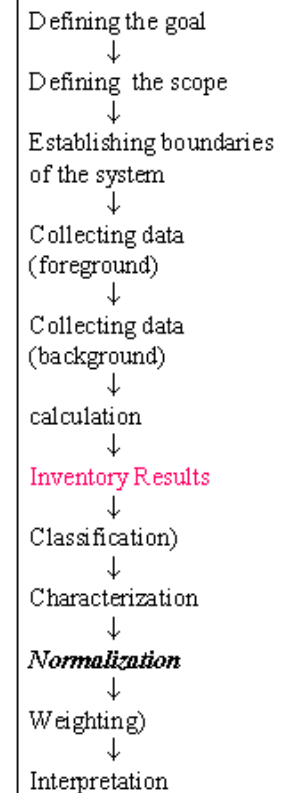 Defining the goal
↓
Defining the scope
↓
Establishing boundaries
of the system
↓
Collecting data
(foreground)
↓
Collecting data
(background)
↓
calculation
↓
Inventory Results
↓
Classification)
↓
Characterization
↓
Normalization
↓
Weighting)
↓
Interpretation